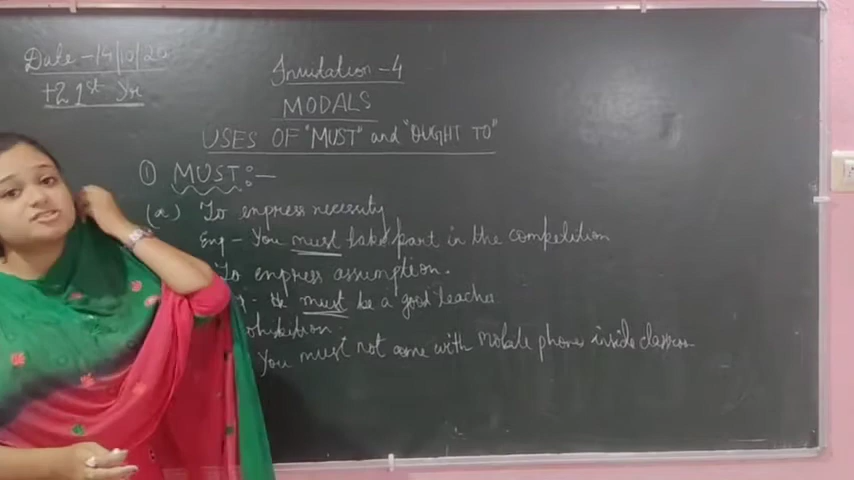 Date - 14/10/20
+2 1st Yr
Invitation - 4
MODALS
USES OF "MUST" and "OUGHT TO"
① MUST:-
(a) To express necessity
Eng - You must take part in the competition
To express assumption.
- He must be a good teacher
ohibition.
You must not come with mobile phone inside classroom